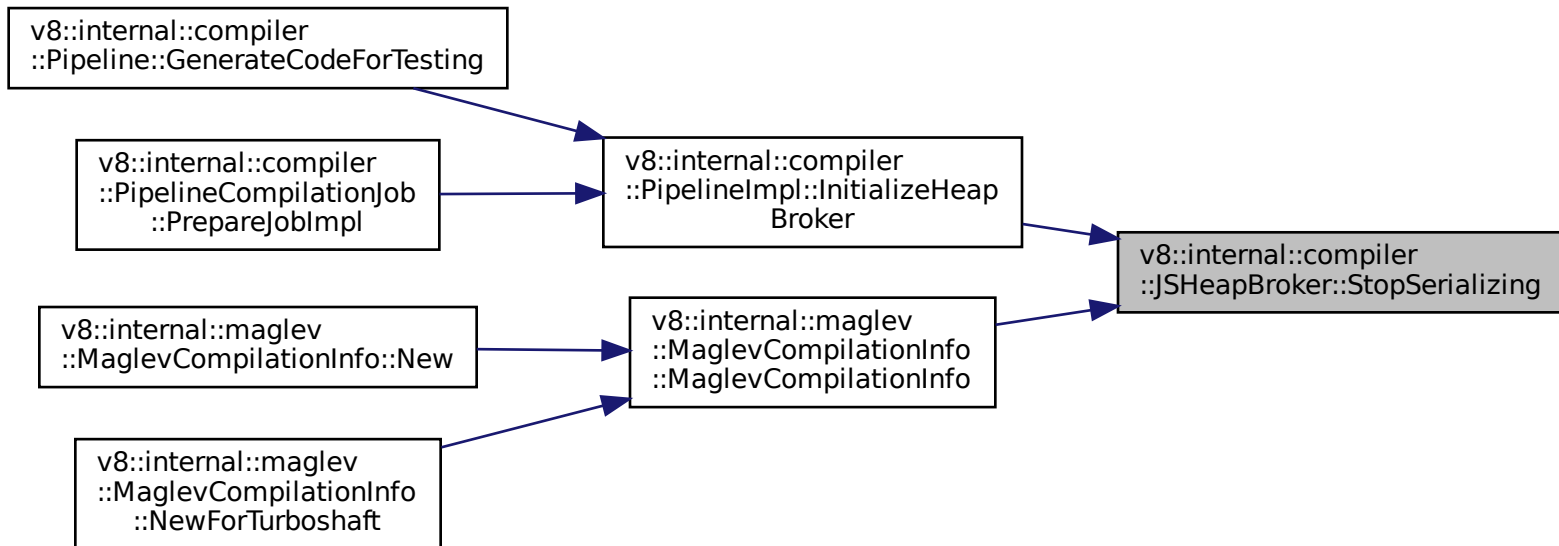 v8::internal::compiler
::Pipeline::GenerateCodeForTesting
v8::internal::compiler
::PipelineCompilationJob
::PrepareJobImpl
v8::internal::compiler
::PipelineImpl::InitializeHeap
Broker
v8::internal::compiler
::JSHeapBroker::StopSerializing
v8::internal::maglev
::MaglevCompilationInfo::New
v8::internal::maglev
::MaglevCompilationInfo
::MaglevCompilationInfo
v8::internal::maglev
::MaglevCompilationInfo
::NewForTurboshaft